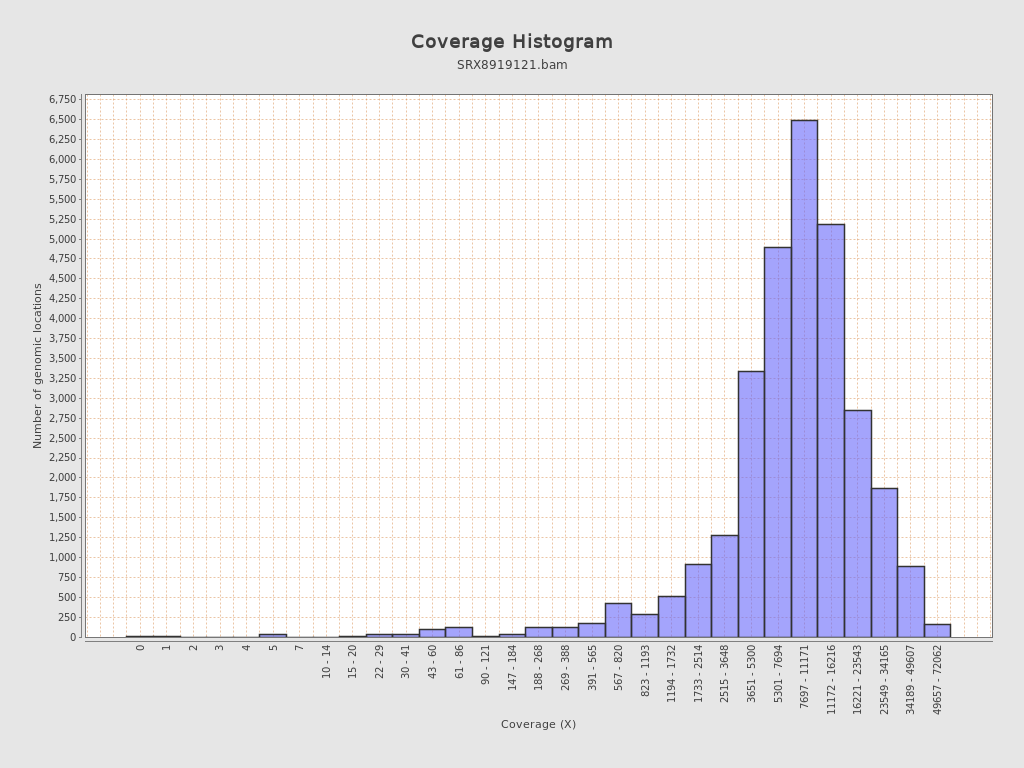 Coverage Histogram
SRX8919121.bam
Number of genomic locations
6,750
6,500
6,250
6,000
5,750
5,500
5,250
5,000
4,750
4,500
4,250
4,000
3,750
3,500
3,250
3,000
2,750
2,500
2,250
2,000
1,750
1,500
1,250
1,000
750
500
250
0
0
1
2
3
4
5
7
10 - 14
15 - 20
22 - 29
30 - 41
43 - 60
61 - 86
90 - 121
147 - 184
188 - 268
269 - 388
391 - 565
567 - 820
823 - 1193
1194 - 1732
1733 - 2514
2515 - 3648
3651 - 5300
5301 - 7694
7697 - 11171
11172 - 16216
16221 - 23543
23549 - 34165
34189 - 49607
49657 - 72062
Coverage (X)